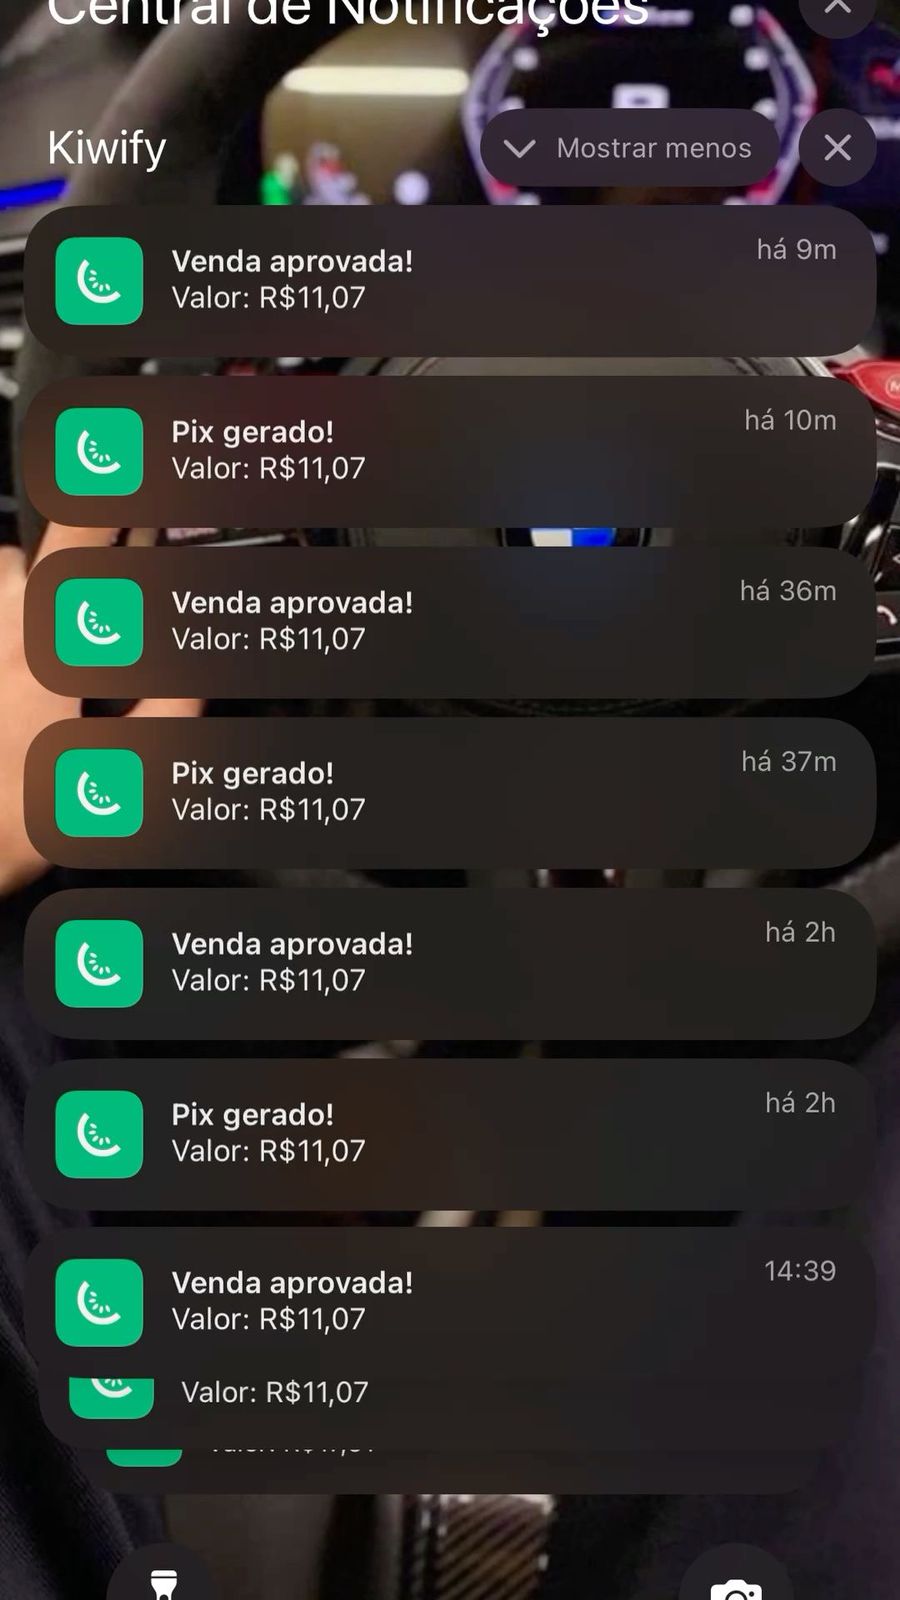 Central de Notificações
Kiwify
Mostrar menos
Venda aprovada!
há 9m
Valor: R$11,07
Pix gerado!
há 10m
Valor: R$11,07
Venda aprovada!
há 36m
Valor: R$11,07
Pix gerado!
há 37m
Valor: R$11,07
Venda aprovada!
há 2h
Valor: R$11,07
Pix gerado!
há 2h
Valor: R$11,07
Venda aprovada!
14:39
Valor: R$11,07
Valor: R$11,07